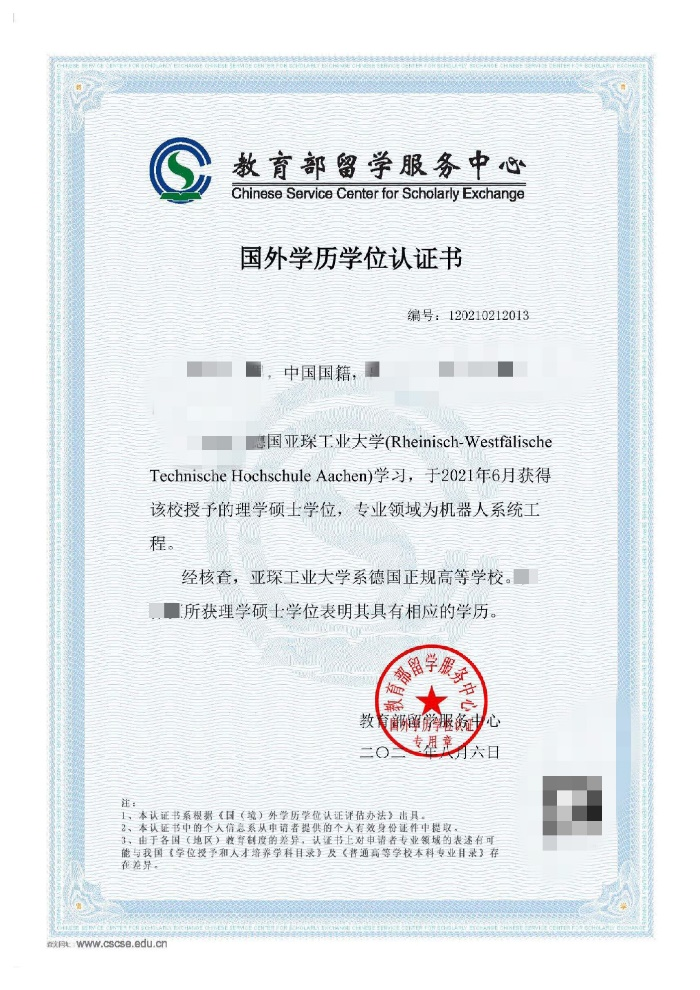 教育部留学服务中心
Chinese Service Center for Scholarly Exchange
国外学历学位认证书
编号：120210212013
，中国国籍，
国亚琛工业大学(Rheinisch-Westfälische
Technische Hochschule Aachen)学习，于2021年6月获得
该校授予的理学硕士学位，专业领域为机器人系统工
程。
经核查，亚琛工业大学系德国正规高等学校。
所获理学硕士学位表明其具有相应的学历。
教育部留学服务中心
国外学历学位认证
专用章
教育部留学服务中心
二〇二一年八月六日
注：
1、本认证书系根据《国（境）外学历学位认证评估办法》出具。
2、本认证书中的个人信息系从申请者提供的个人有效身份证件中提取。
3、由于各国（地区）教育制度的差异，认证书上对申请者专业领域的表述有可
能与我国《学位授予和人才培养学科目录》及《普通高等学校本科专业目录》存
在差异。
www.cscse.edu.cn